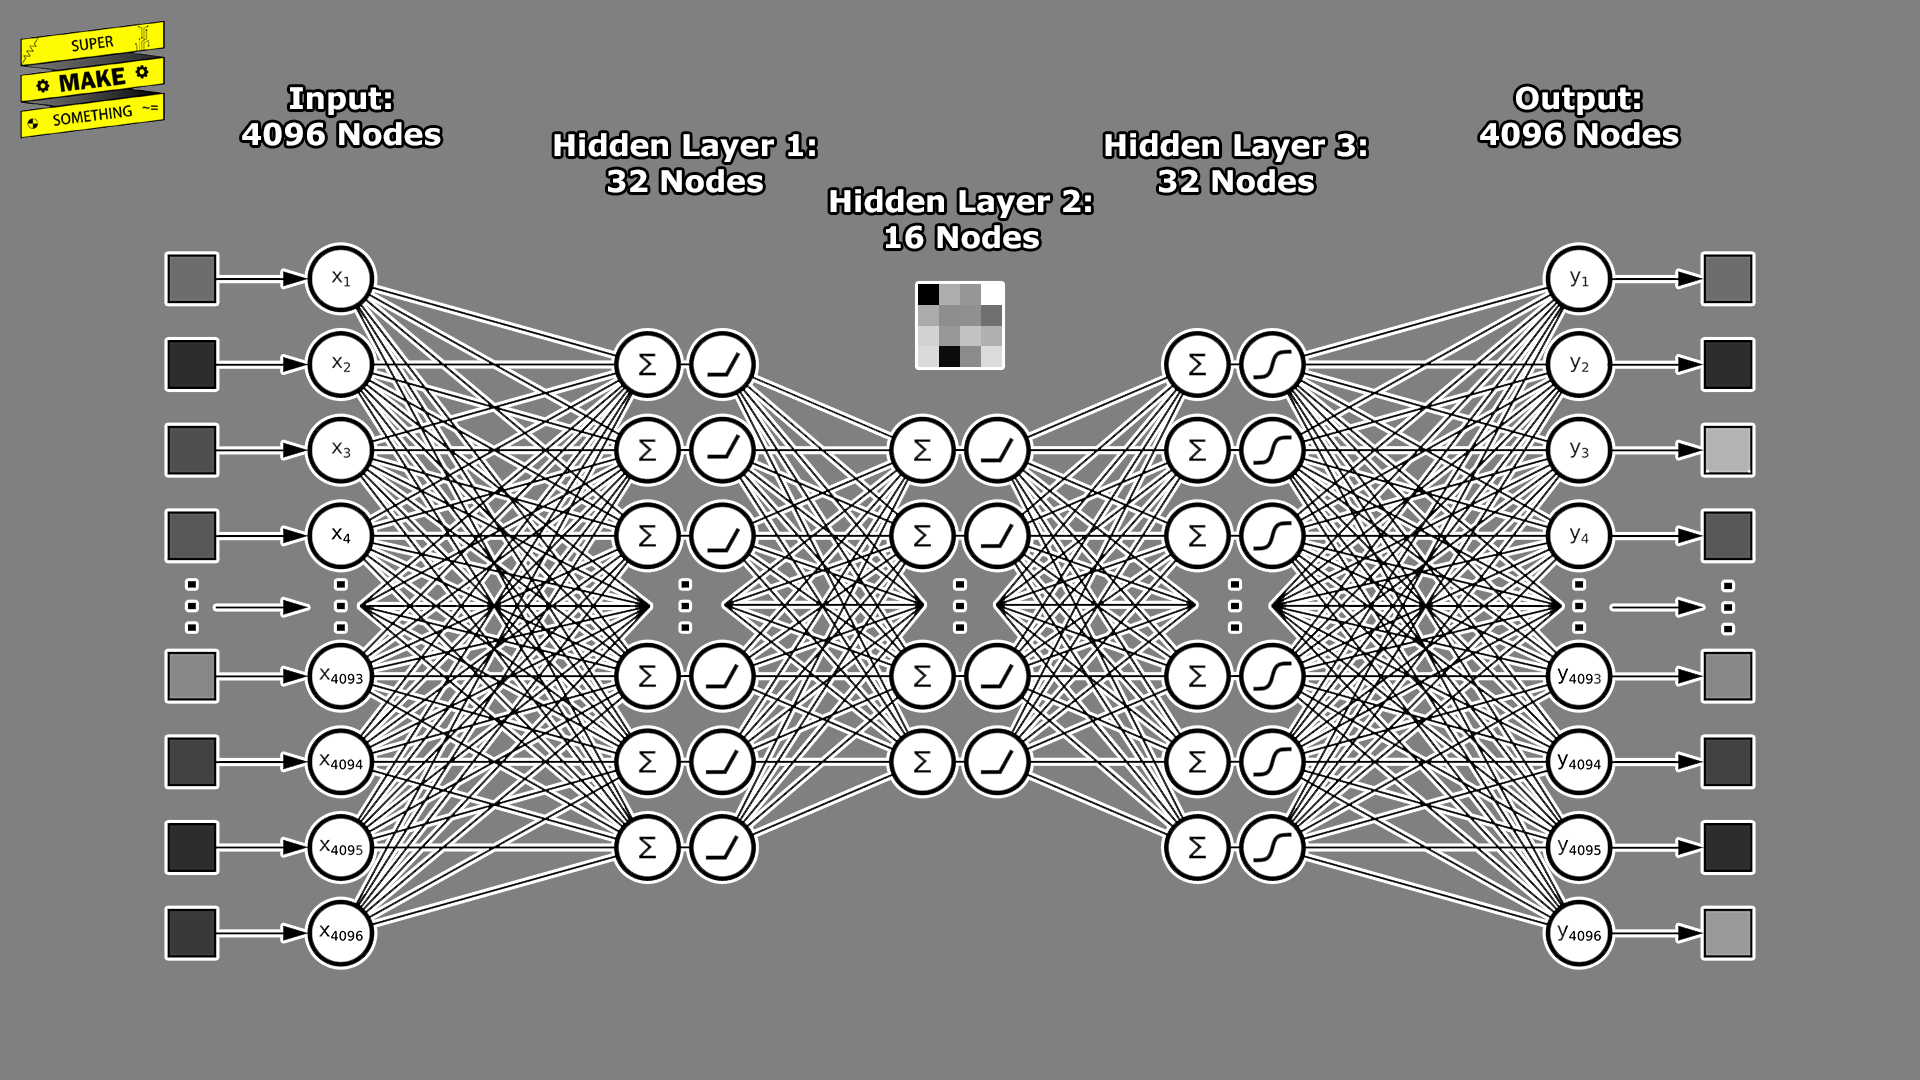 SUPER
MAKE
SOMETHING ~=
Input:
4096 Nodes
Hidden Layer 1:
32 Nodes
Hidden Layer 2:
16 Nodes
Hidden Layer 3:
32 Nodes
Output:
4096 Nodes
x₁
Σ
Σ
y₁
x₂
Σ
Σ
Σ
Σ
y₂
x₃
Σ
Σ
Σ
y₃
x₄
y₄
x₄₀₉₃
Σ
Σ
Σ
y₄₀₉₃
x₄₀₉₄
Σ
Σ
Σ
y₄₀₉₄
x₄₀₉₅
Σ
Σ
y₄₀₉₅
x₄₀₉₆
y₄₀₉₆